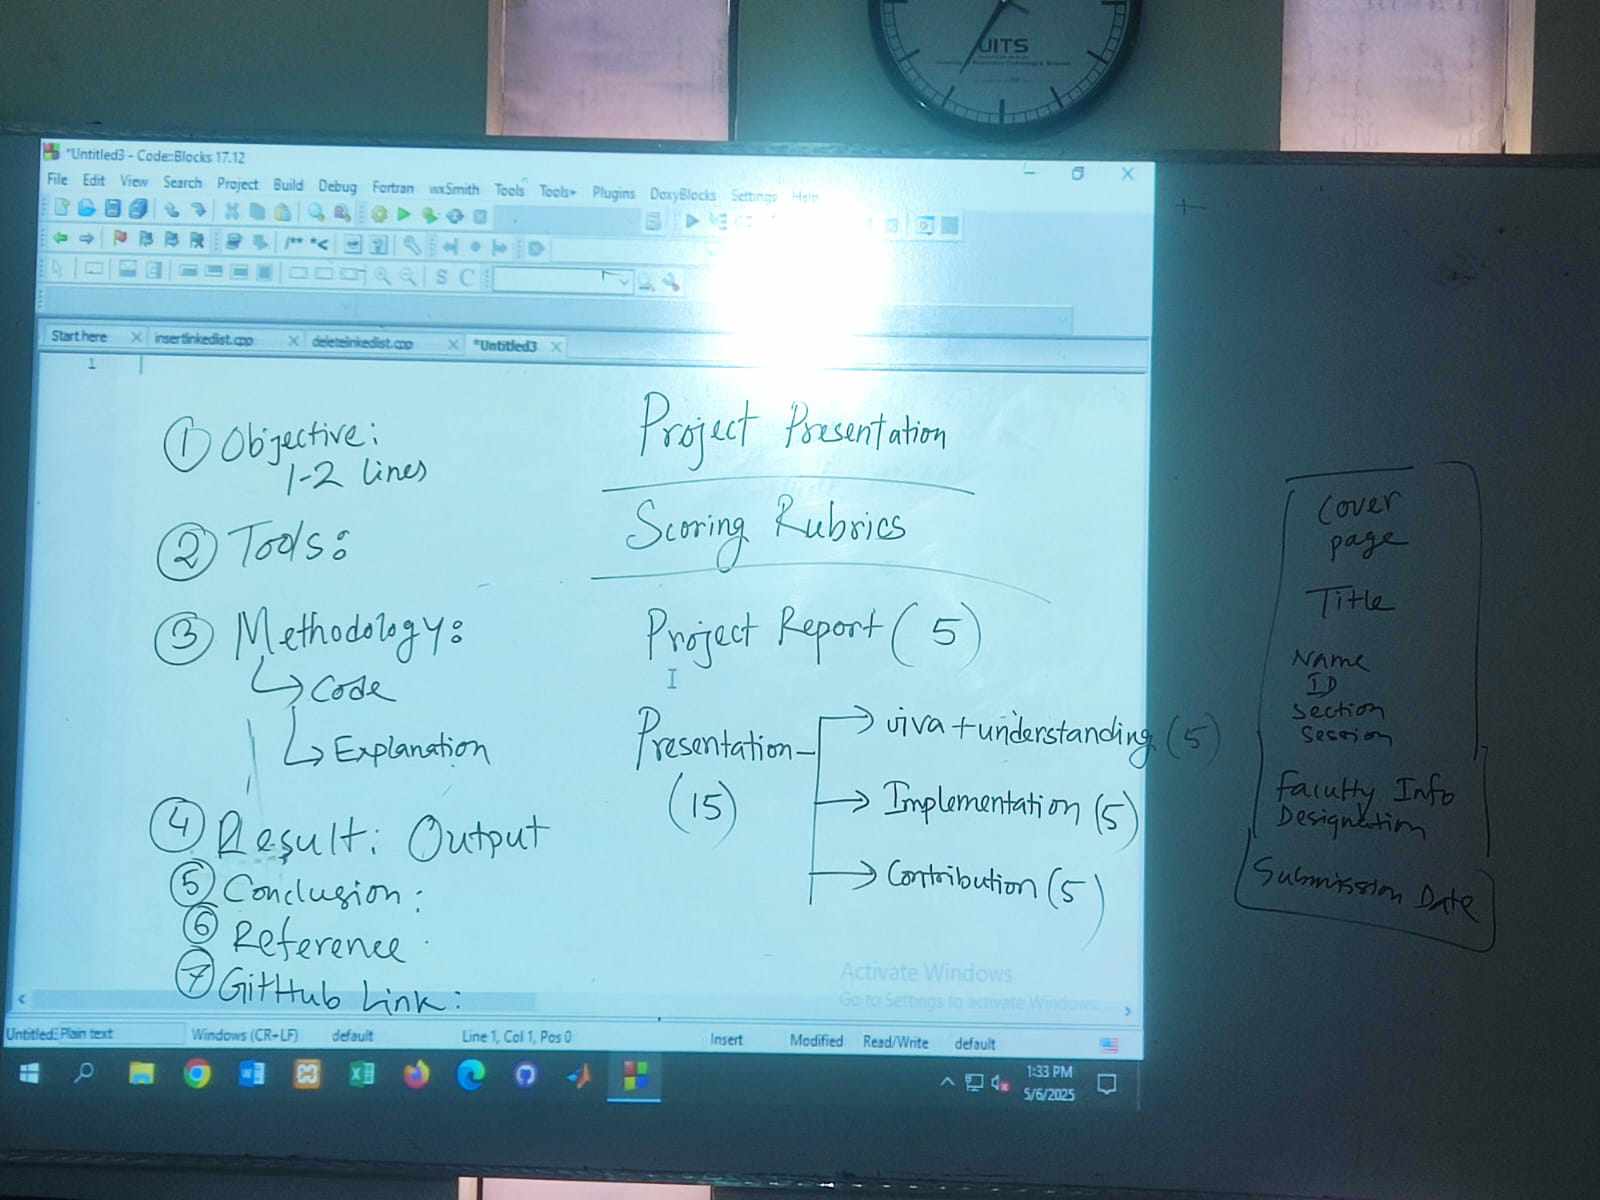 UITS
*Untitled3 - Code::Blocks 17.12
File Edit View Search Project Build Debug Fortran wxSmith Tools Tools+ Plugins DoxyBlocks Settings Help
/** *<
S C
Start here insertlinkedlist.cpp deletelinkedlist.cpp *Untitled3
1
① Objective:
1-2 lines
② Tools:
③ Methodology:
Code
Explanation
④ Result: Output
⑤ Conclusion:
⑥ Reference
⑦ GitHub Link:
Project Presentation
Scoring Rubrics
Project Report (5)
Presentation
(15)
viva + understanding (5)
Implementation (5)
Contribution (5)
Cover
page
Title
Name
ID
Section
Session
Faculty Info
Designation
Submission Date
Activate Windows
Go to Settings to activate Windows.
Untitled3 Plain text Windows (CR+LF) default Line 1, Col 1, Pos 0 Insert Modified Read/Write default
1:33 PM
5/6/2025